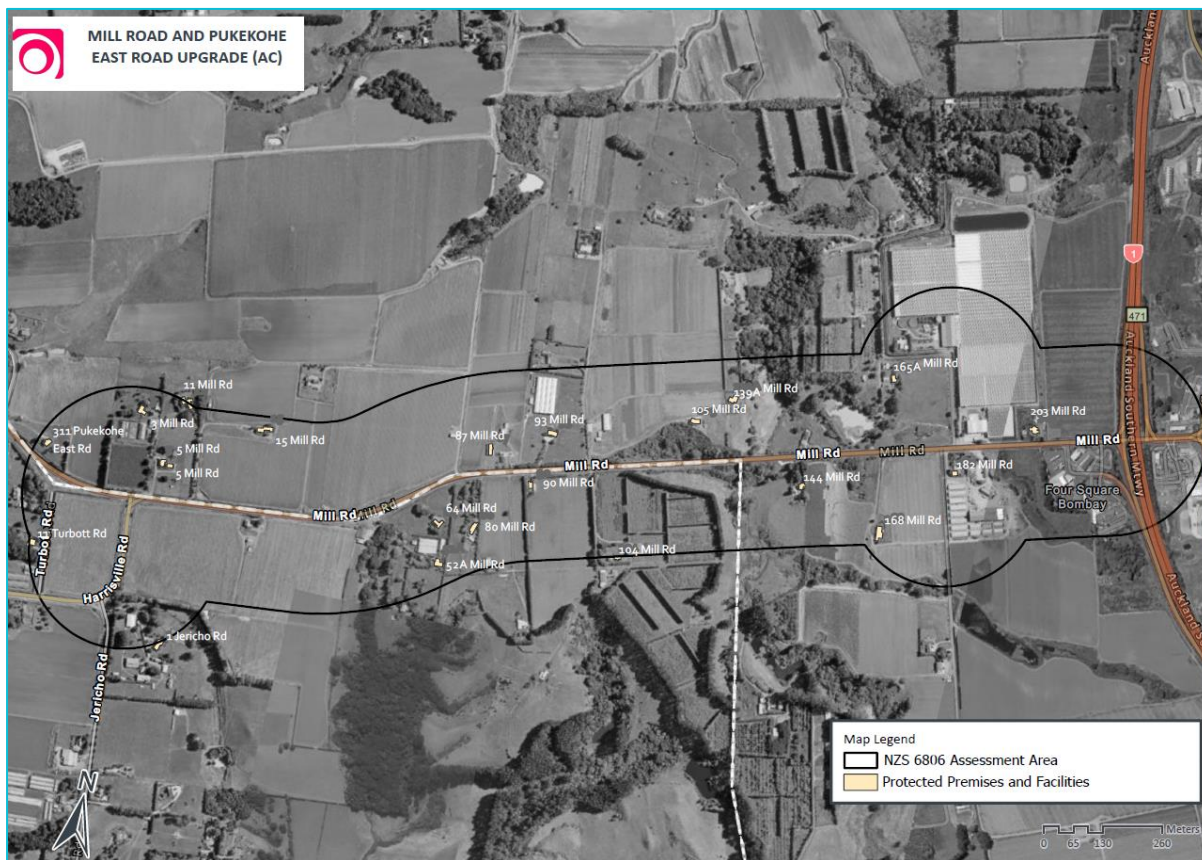 MILL ROAD AND PUKEKOHE
EAST ROAD UPGRADE (AC)
Auckland
Auckl
1
471
Auckland Southern Mtwy
11 Mill Rd
3 Mill Rd
165A Mill Rd
139A Mill Rd
105 Mill Rd
93 Mill Rd
203 Mill Rd
311 Pukekohe
East Rd
15 Mill Rd
5 Mill Rd
5 Mill Rd
87 Mill Rd
Mill Rd
Mill Rd
Mill Rd
Mill Rd
Mill Rd
90 Mill Rd
144 Mill Rd
182 Mill Rd
Four Square
Bombay
Mill Rd
Mill Rd
64 Mill Rd
80 Mill Rd
168 Mill Rd
11 Turbott Rd
Turbott Rd
Harrisville Rd
52A Mill Rd
104 Mill Rd
Auckland
1 Jericho Rd
Jericho Rd
Map Legend
NZS 6806 Assessment Area
Protected Premises and Facilities
N
Meters
0 65 130 260